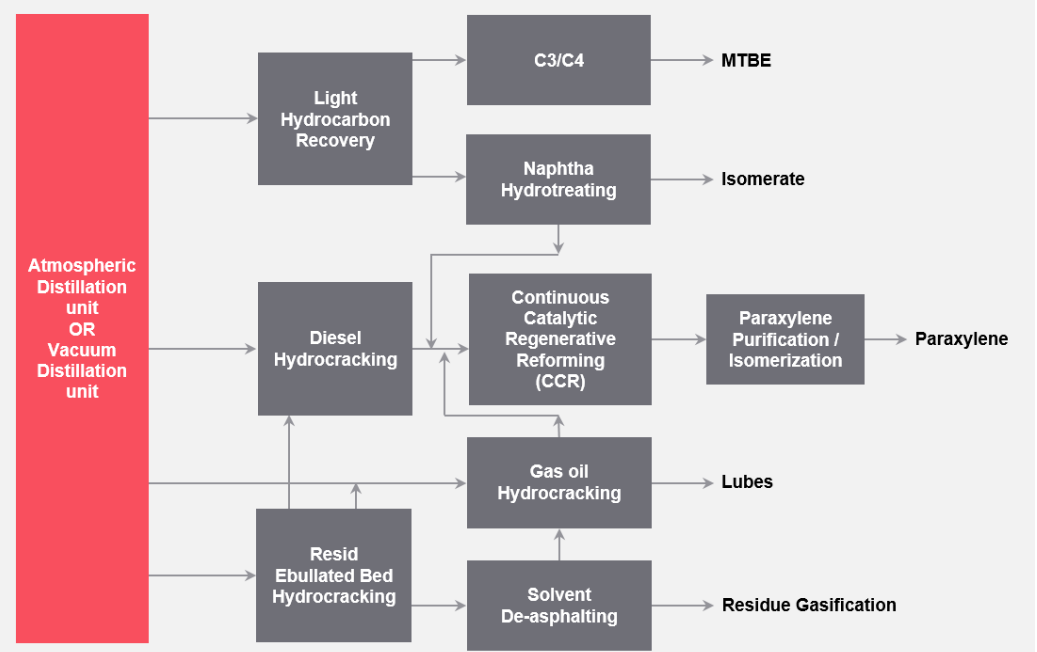 Atmospheric
Distillation
unit
OR
Vacuum
Distillation
unit
Light
Hydrocarbon
Recovery
C3/C4
MTBE
Naphtha
Hydrotreating
Isomerate
Diesel
Hydrocracking
Continuous
Catalytic
Regenerative
Reforming
(CCR)
Paraxylene
Purification /
Isomerization
Paraxylene
Gas oil
Hydrocracking
Lubes
Resid
Ebullated Bed
Hydrocracking
Solvent
De-asphalting
Residue Gasification